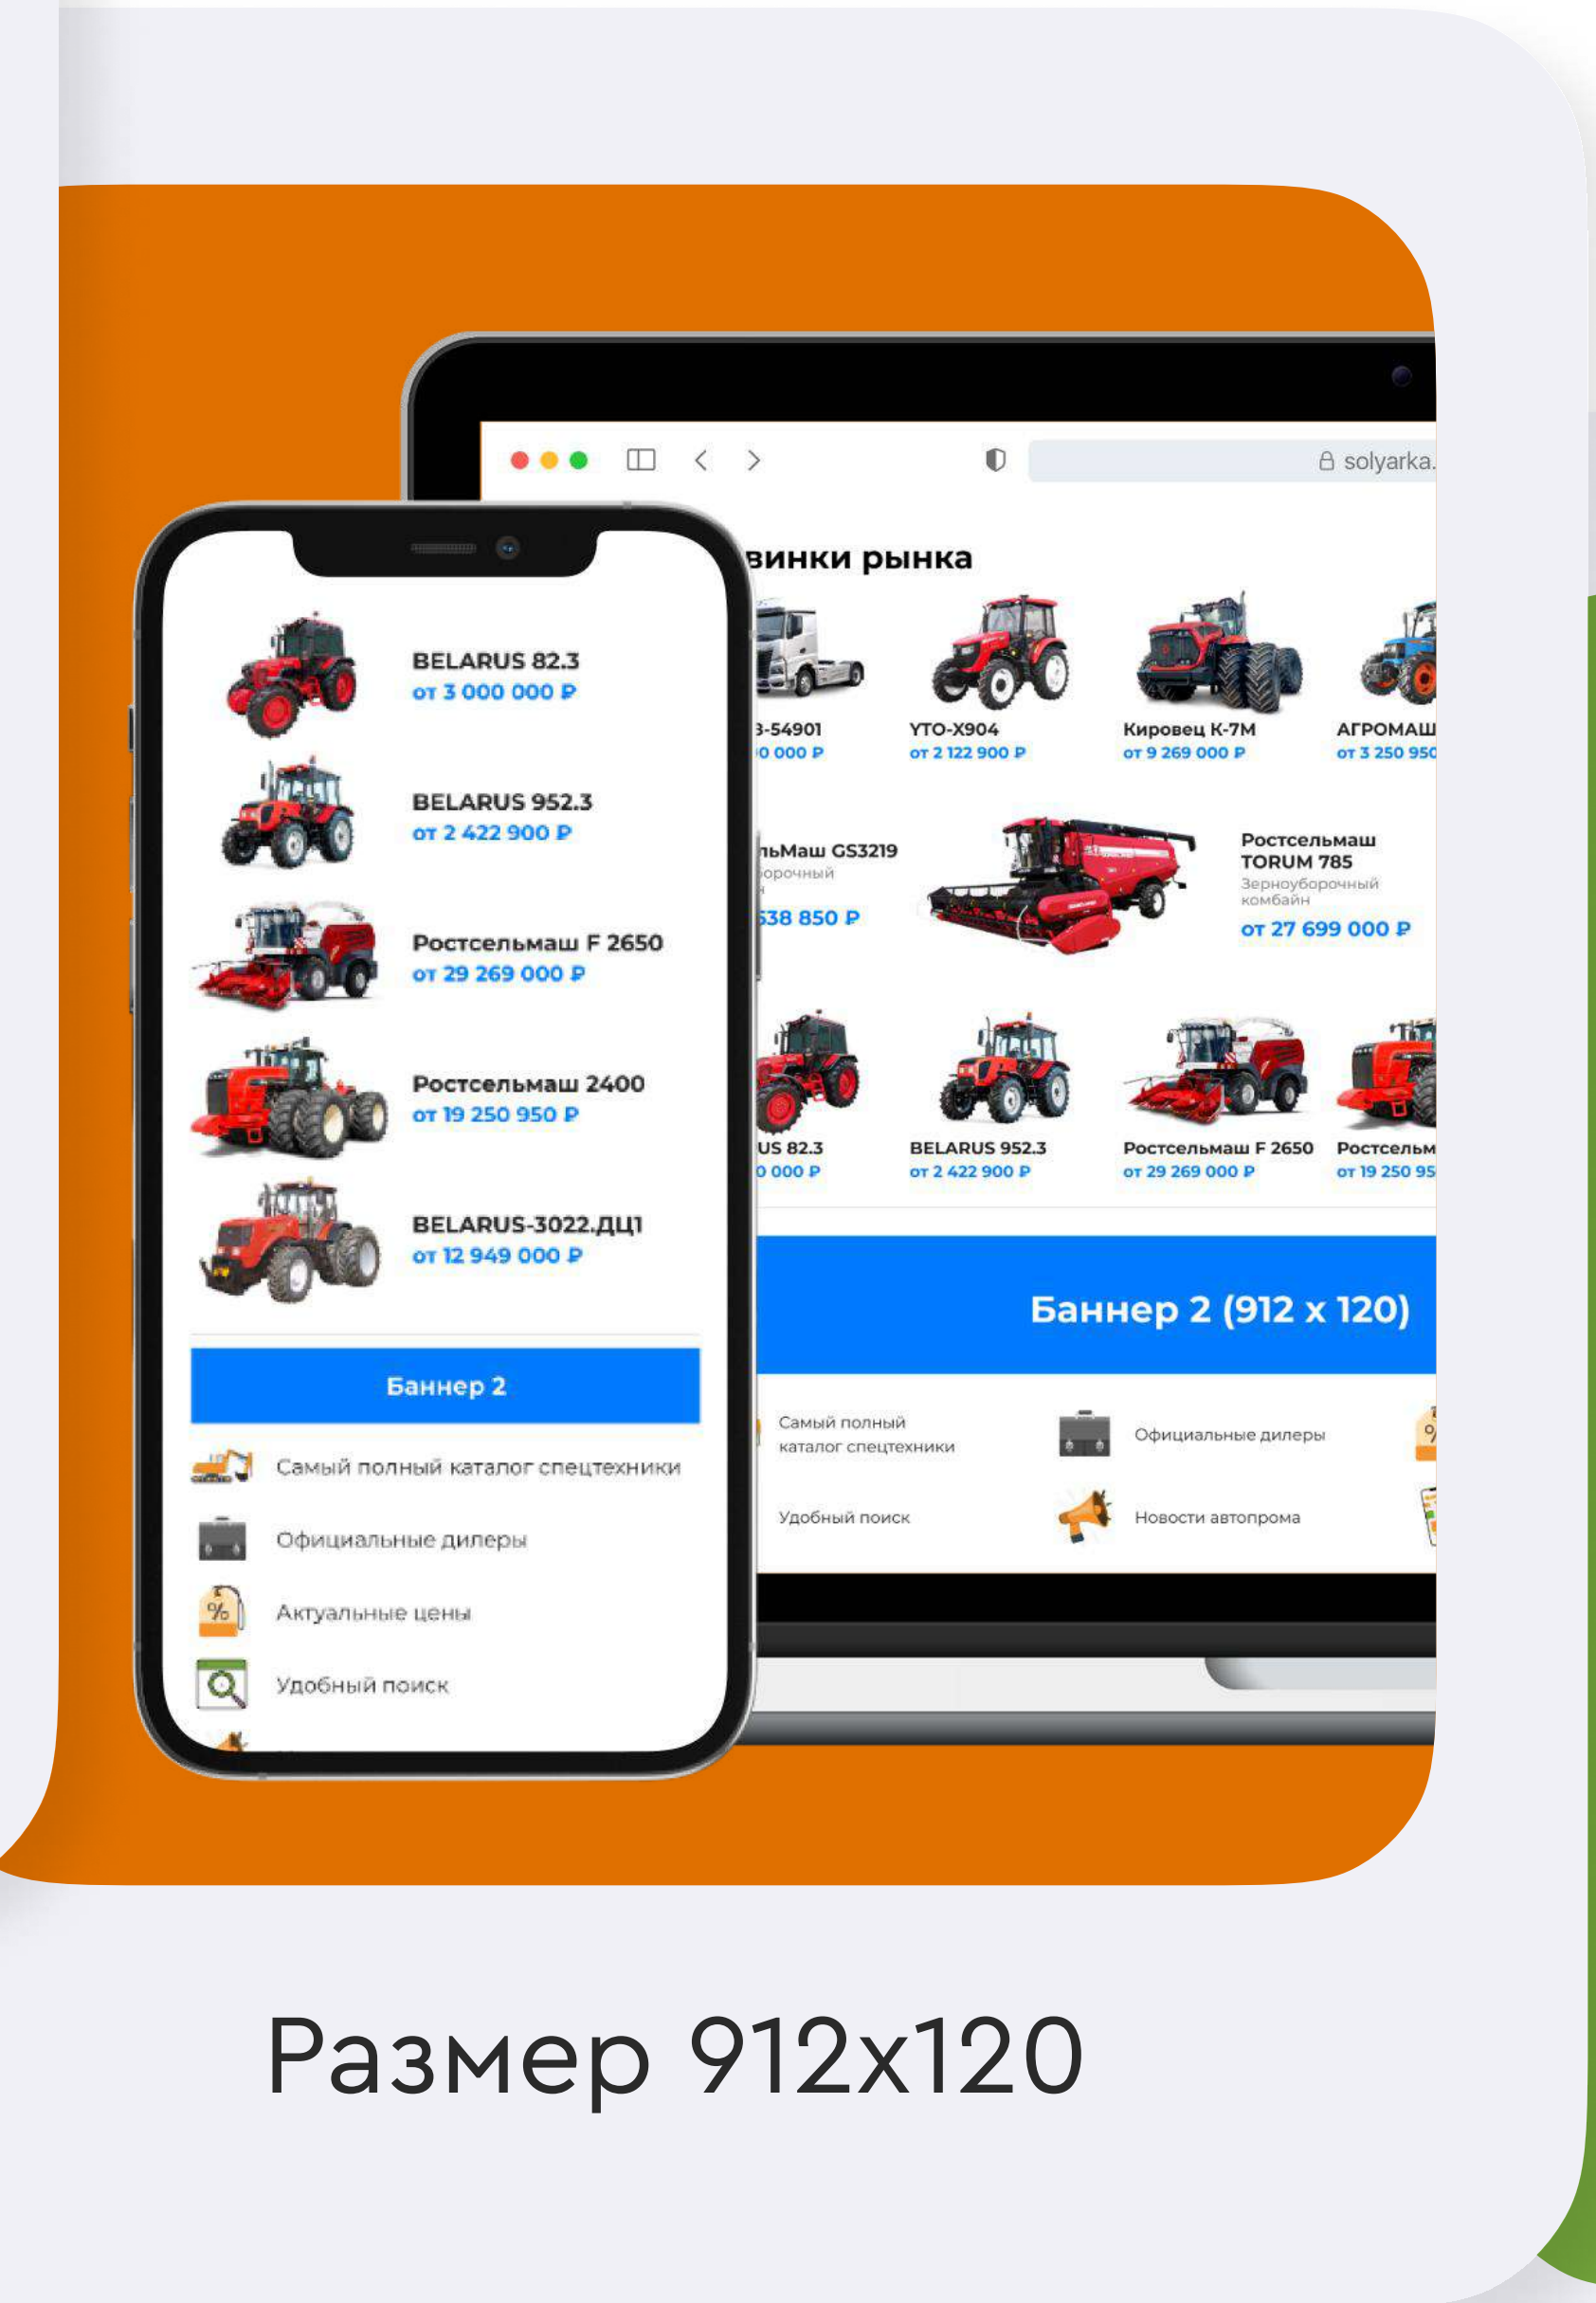 solyarka.
винки рынка
BELARUS 82.3
от 3 000 000 ₽
BELARUS 952.3
от 2 422 900 ₽
Ростсельмаш F 2650
от 29 269 000 ₽
Ростсельмаш 2400
от 19 250 950 ₽
BELARUS-3022.ДЦ1
от 12 949 000 ₽
Баннер 2
Самый полный каталог спецтехники
Официальные дилеры
Актуальные цены
%
Удобный поиск
-54901
0 000 ₽
YTO-X904
от 2 122 900 ₽
Кировец К-7М
от 9 269 000 ₽
АГРОМАШ
от 3 250 950
льМаш GS3219
орочный
538 850 ₽
Ростсельмаш
TORUM 785
Зерноуборочный
комбайн
от 27 699 000 ₽
US 82.3
0 000 ₽
BELARUS 952.3
от 2 422 900 ₽
Ростсельмаш F 2650
от 29 269 000 ₽
Ростсельм
от 19 250 95
Баннер 2 (912 х 120)
Самый полный
каталог спецтехники
Официальные дилеры
Удобный поиск
Новости автопрома
Размер 912х120